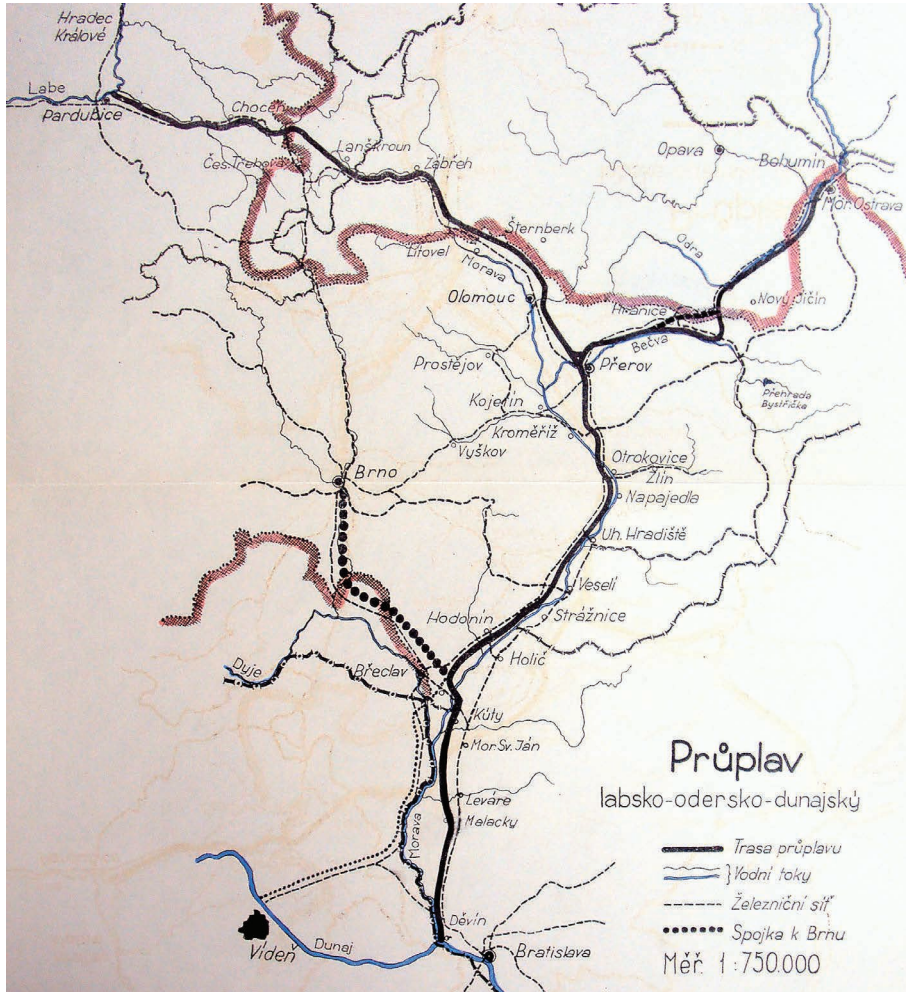 Hradec
Králové
Labe
Pardubice
Choceň
Čes. Třebová
Lanškroun
Zábřeh
Opava
Bohumín
Mor. Ostrava
Šternberk
Litovel
Morava
Odra
Olomouc
Hranice
Nový Jičín
Bečva
Prostějov
Přerov
Přehrada
Bystřička
Kojetín
Kroměříž
Vyškov
Otrokovice
Zlín
Brno
Napajedla
Uh. Hradiště
Veselí
Hodonín
Strážnice
Holíč
Dyje
Břeclav
Kúty
Mor. Sv. Ján
Leváre
Malacky
Morava
Děvín
Vídeň
Dunaj
Bratislava
Průplav
labsko-odersko-dunajský
Trasa průplavu
Vodní toky
Železniční síť
Spojka k Brnu
Měř. 1:750.000